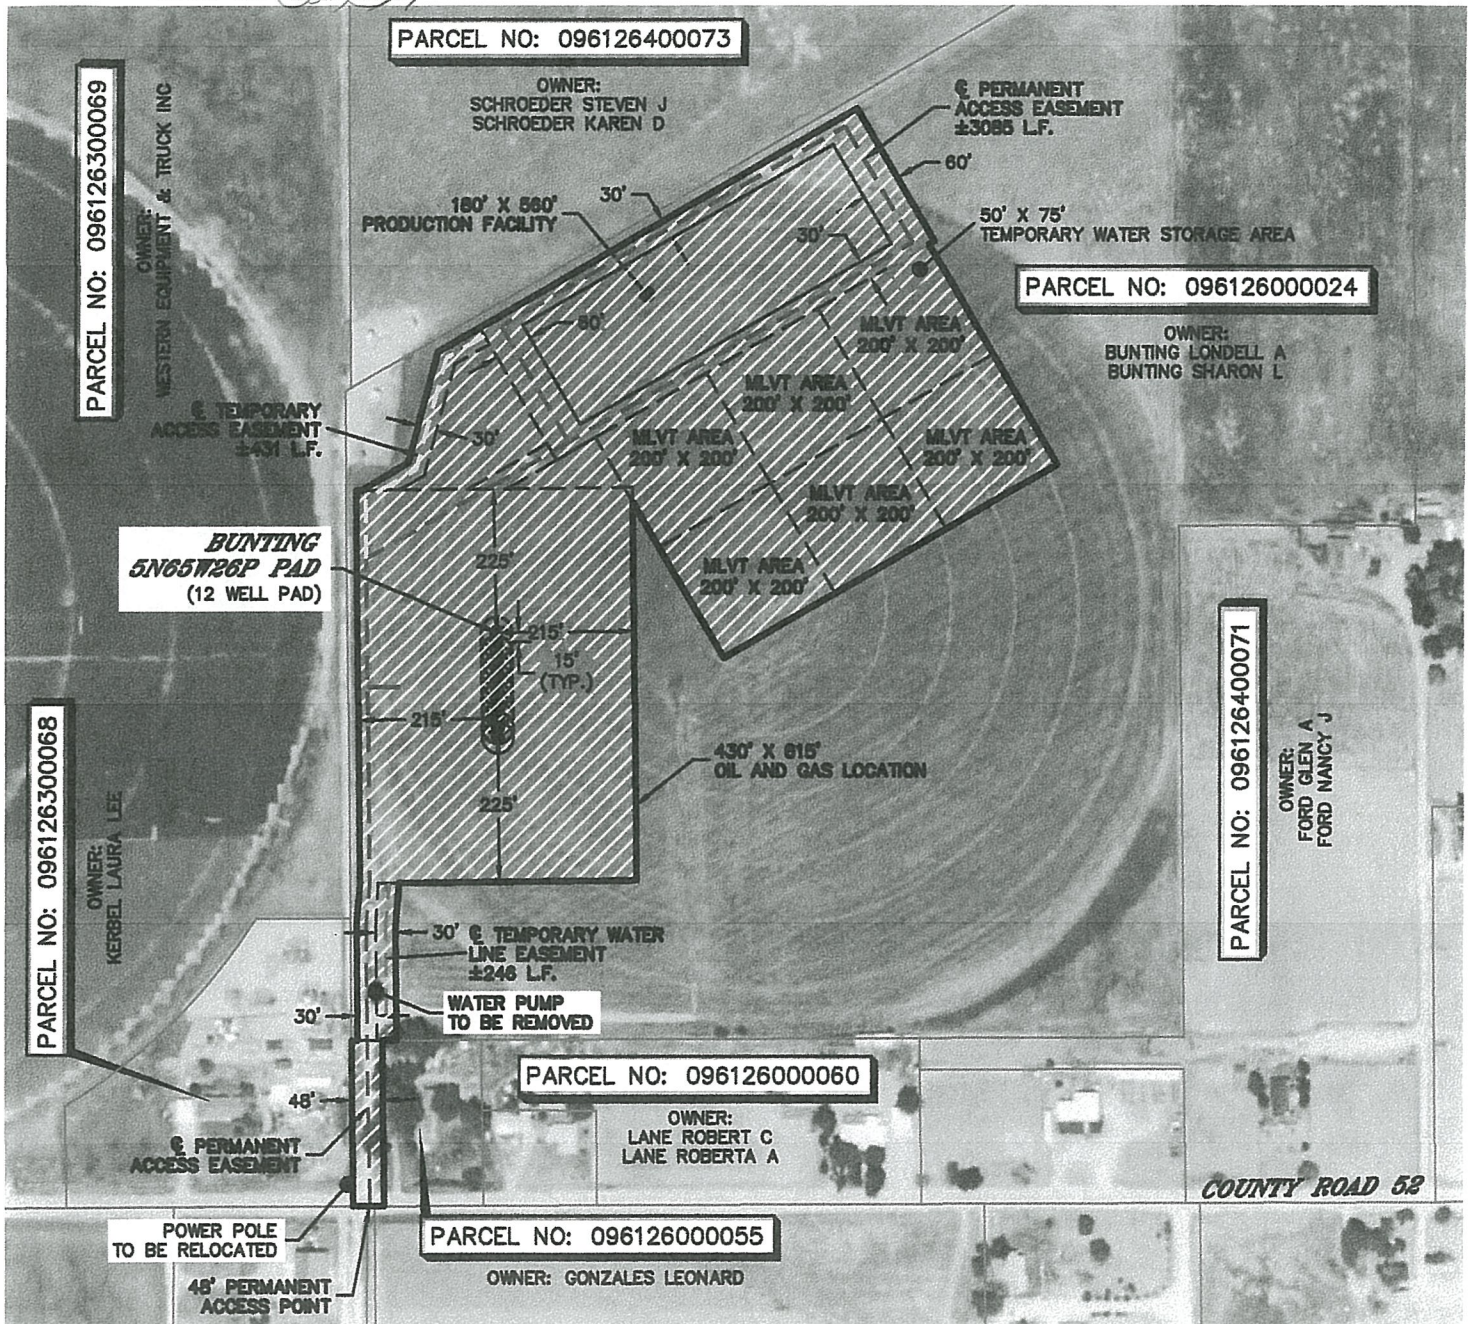 PARCEL NO: 096126400073
OWNER:
SCHROEDER STEVEN J
SCHROEDER KAREN D
PARCEL NO: 096126300069
OWNER:
WESTERN EQUIPMENT & TRUCK INC
℄ PERMANENT
ACCESS EASEMENT
±3085 L.F.
60'
30'
180' X 560'
PRODUCTION FACILITY
30'
50' X 75'
TEMPORARY WATER STORAGE AREA
PARCEL NO: 096126000024
OWNER:
BUNTING LONDELL A
BUNTING SHARON L
60'
MLVT AREA
200' X 200'
MLVT AREA
200' X 200'
MLVT AREA
200' X 200'
MLVT AREA
200' X 200'
MLVT AREA
200' X 200'
MLVT AREA
200' X 200'
℄ TEMPORARY
ACCESS EASEMENT
±431 L.F.
30'
BUNTING
5N65W26P PAD
(12 WELL PAD)
225'
215'
15'
(TYP.)
215'
225'
430' X 615'
OIL AND GAS LOCATION
PARCEL NO: 096126400071
OWNER:
FORD GLEN A
FORD NANCY J
PARCEL NO: 096126300068
OWNER:
KERBEL LAURA LEE
30'
℄ TEMPORARY WATER
LINE EASEMENT
±246 L.F.
WATER PUMP
TO BE REMOVED
30'
PARCEL NO: 096126000060
OWNER:
LANE ROBERT C
LANE ROBERTA A
48'
℄ PERMANENT
ACCESS EASEMENT
COUNTY ROAD 52
POWER POLE
TO BE RELOCATED
PARCEL NO: 096126000055
OWNER: GONZALES LEONARD
48' PERMANENT
ACCESS POINT